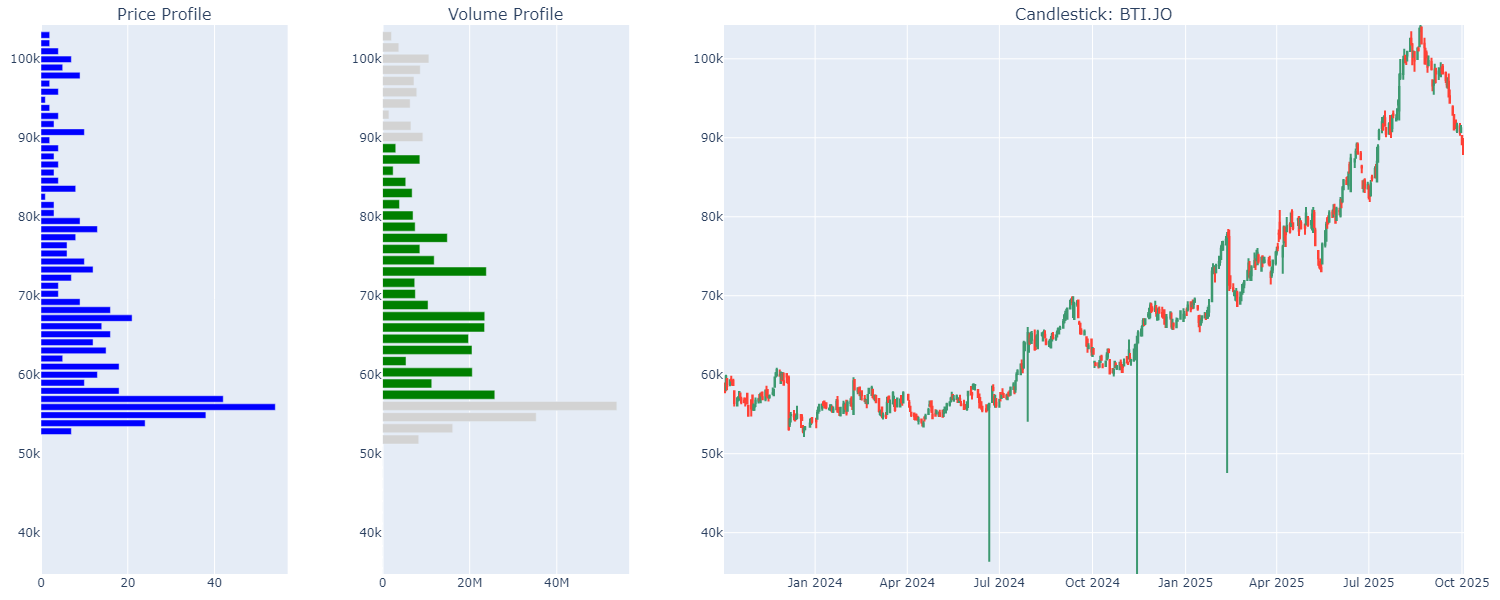 Price Profile
100k
90k
80k
70k
60k
50k
40k
0
20
40
Volume Profile
100k
90k
80k
70k
60k
50k
40k
0
20M
40M
Candlestick: BTI.JO
100k
90k
80k
70k
60k
50k
40k
Jan 2024
Apr 2024
Jul 2024
Oct 2024
Jan 2025
Apr 2025
Jul 2025
Oct 2025